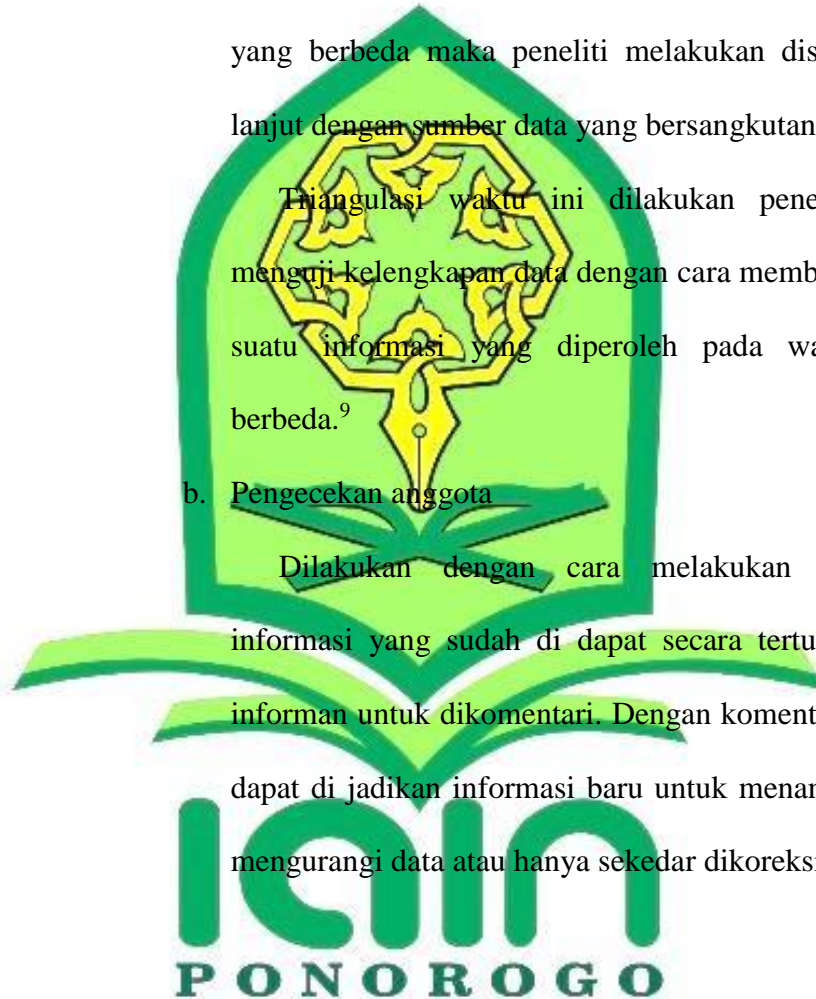 yang berbeda maka peneliti melakukan dis
lanjut dengan sumber data yang bersangkutan
Triangulasi waktu ini dilakukan pene
menguji kelengkapan data dengan cara memb
suatu informasi yang diperoleh pada wa
berbeda.9
b. Pengecekan anggota
Dilakukan dengan cara melakukan
informasi yang sudah di dapat secara tertu
informan untuk dikomentari. Dengan koment
dapat di jadikan informasi baru untuk menar
mengurangi data atau hanya sekedar dikoreksi
iain
PONOROGO